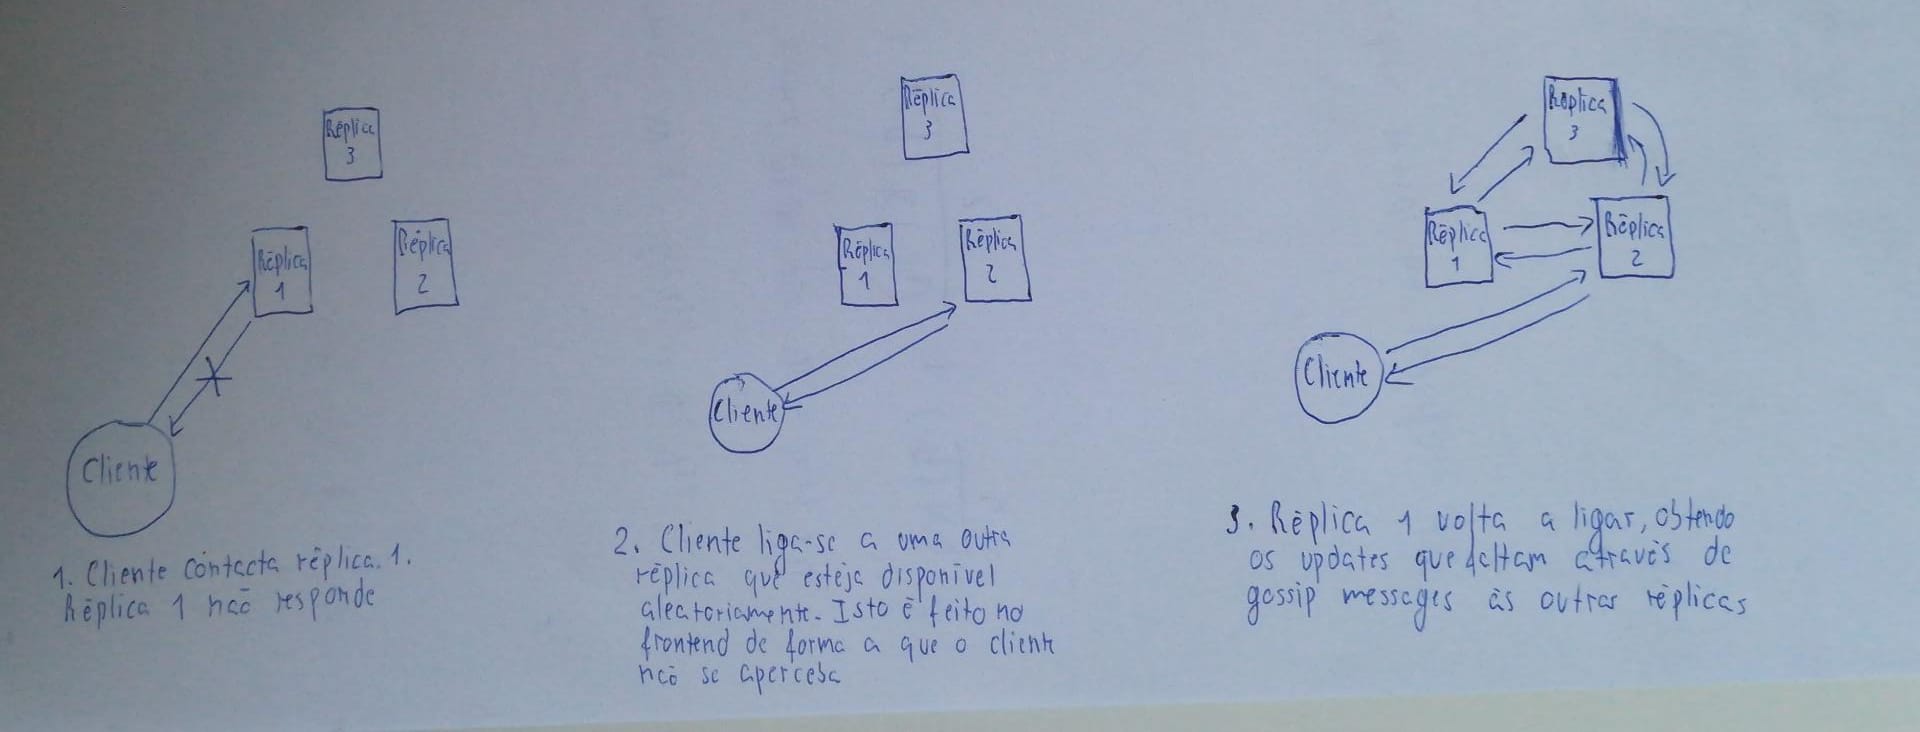 Réplica
3
Réplica
1
Réplica
2
Cliente
1. Cliente contacta réplica 1.
Réplica 1 não responde
Réplica
3
Réplica
1
Réplica
2
Cliente
2. Cliente liga-se a uma outra
réplica que esteja disponível
aleatoriamente. Isto é feito no
frontend de forma a que o cliente
não se aperceba
Réplica
3
Réplica
1
Réplica
2
Cliente
3. Réplica 1 volta a ligar, obtendo
os updates que faltam através de
gossip messages às outras réplicas